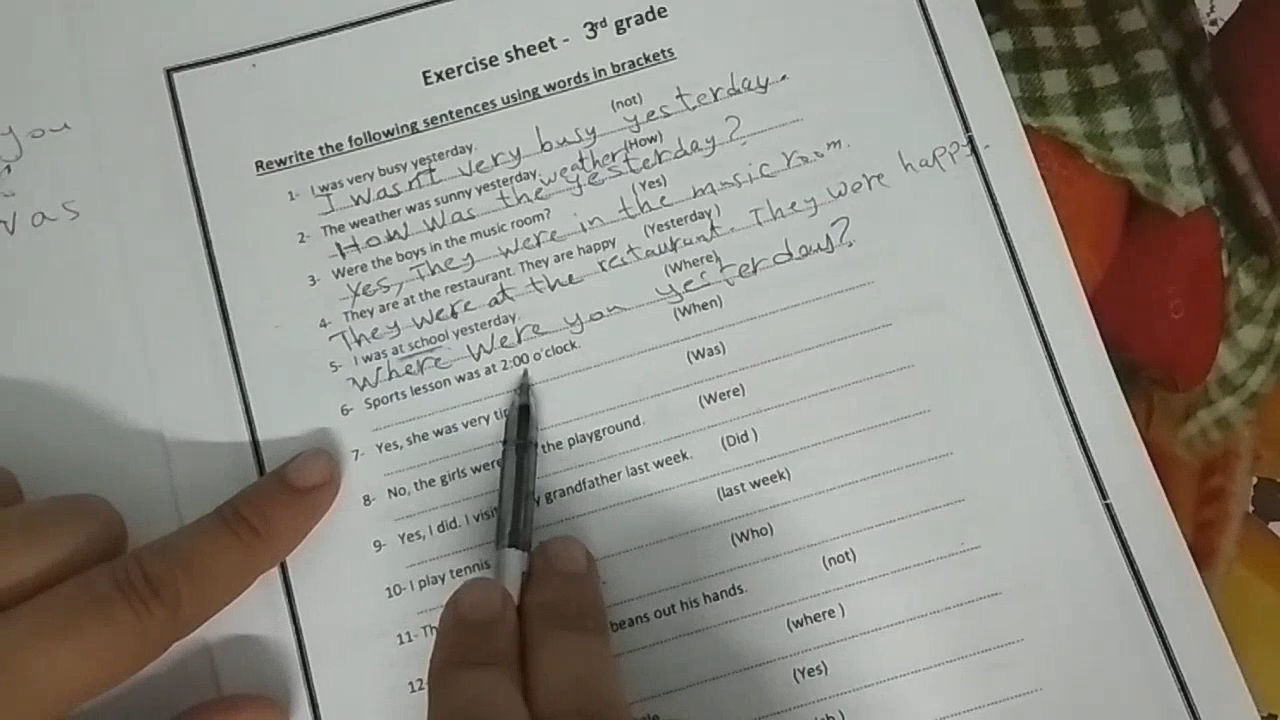 you
was
Exercise sheet - 3rd grade
Rewrite the following sentences using words in brackets
1- I was very busy yesterday. (not)
I wasn't very busy yesterday.
2- The weather was sunny yesterday. (How)
How was the weather yesterday?
3- Were the boys in the music room? (Yes)
Yes, They were in the music room.
4- They are at the restaurant. They are happy (Yesterday)
They were at the restaurant. They were happy.
5- I was at school yesterday. (Where)
Where were you yesterday?
6- Sports lesson was at 2:00 o'clock. (When)
7- Yes, she was very (Was)
8- No, the girls were the playground. (Were)
9- Yes, I did. I grandfather last week. (Did )
10- I play tennis (last week)
11- (Who)
beans out his hands. (not)
12- (where )
(Yes)